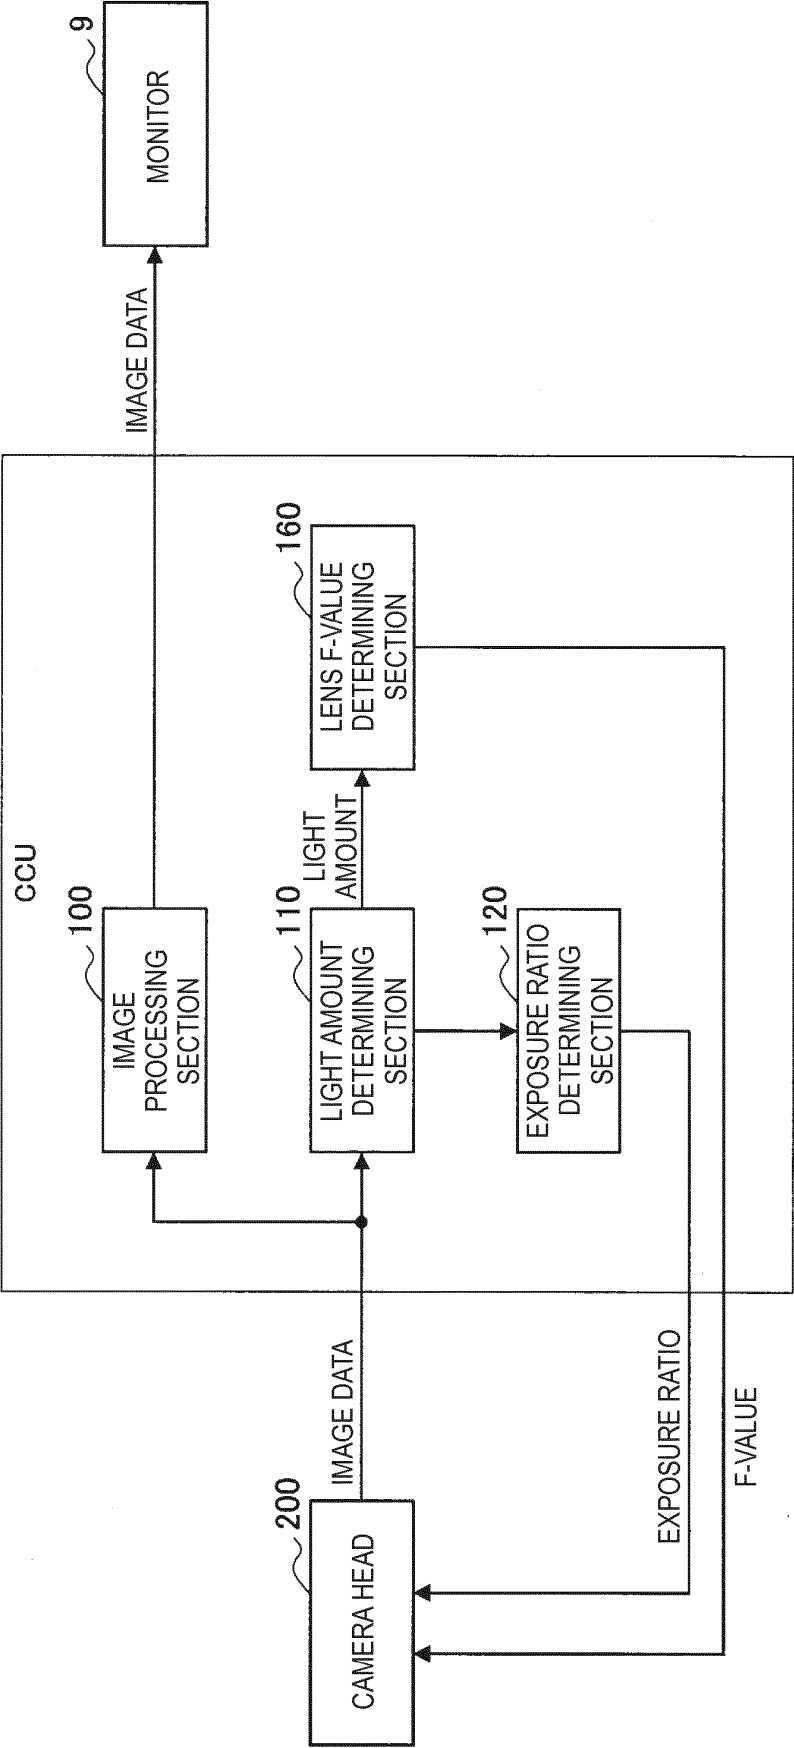 CCU
200
CAMERA HEAD
IMAGE DATA
100
IMAGE
PROCESSING
SECTION
IMAGE DATA
9
MONITOR
110
LIGHT AMOUNT
DETERMINING
SECTION
LIGHT
AMOUNT
160
LENS F-VALUE
DETERMINING
SECTION
120
EXPOSURE RATIO
DETERMINING
SECTION
EXPOSURE RATIO
F-VALUE